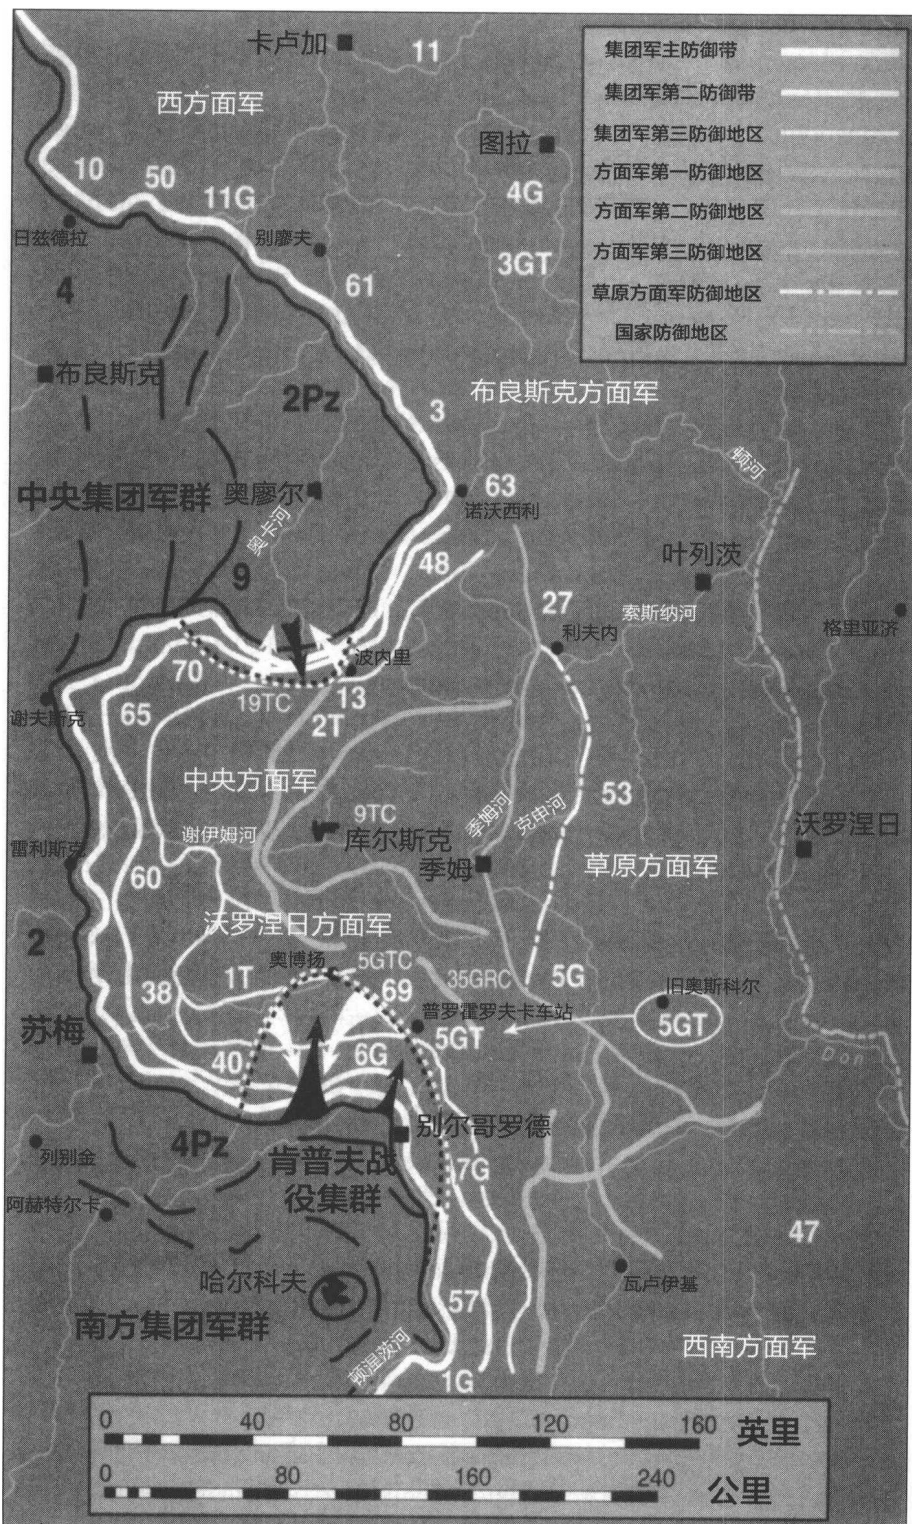 卡卢加
11
西方面军
图拉
10
50
11G
4G
日兹德拉
别廖夫
3GT
4
61
集团军主防御带
集团军第二防御带
集团军第三防御地区
方面军第一防御地区
方面军第二防御地区
方面军第三防御地区
草原方面军防御地区
国家防御地区
布良斯克
2Pz
3
布良斯克方面军
顿河
中央集团军群
奥廖尔
63
诺沃西利
奥卡河
48
叶列茨
9
27
索斯纳河
利夫内
格里亚济
70
波内里
谢夫斯克
65
19TC
13
2T
中央方面军
53
季姆河
克申河
谢伊姆河
9TC
库尔斯克
沃罗涅日
雷利斯克
60
季姆
草原方面军
沃罗涅日方面军
2
奥博扬
5GTC
38
1T
69
35GRC
5G
旧奥斯科尔
普罗霍罗夫卡车站
苏梅
5GT
5GT
40
6G
Don
别尔哥罗德
列别金
4Pz
肯普夫战
役集群
7G
阿赫特尔卡
47
哈尔科夫
57
瓦卢伊基
南方集团军群
顿涅茨河
西南方面军
1G
0 40 80 120 160 英里
0 80 160 240 公里